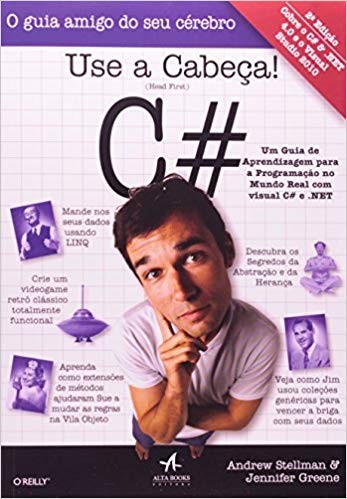 O guia amigo do seu cérebro
2ª Edição
Cobre o C# & .NET
4.0 e o Visual
Studio 2010
Use a Cabeça!
(Head First)
C#
Um Guia de
Aprendizagem para
a Programação no
Mundo Real com
visual C# e .NET
Mande nos
seus dados
usando
LINQ
Descubra os
Segredos da
Abstração e da
Herança
Crie um
videogame
retrô clássico
totalmente
funcional
Aprenda
como extensões
de métodos
ajudaram Sue a
mudar as regras
na Vila Objeto
Veja como Jim
usou coleções
genéricas para
vencer a briga
com seus dados
O'REILLY
ALTA BOOKS
EDITORA
Andrew Stellman &
Jennifer Greene